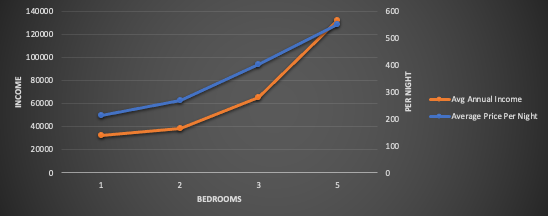 140000
120000
100000
80000
60000
40000
20000
0
INCOME
600
500
400
300
200
100
0
PER NIGHT
1 2 3 5
BEDROOMS
Avg Annual Income
Average Price Per Night